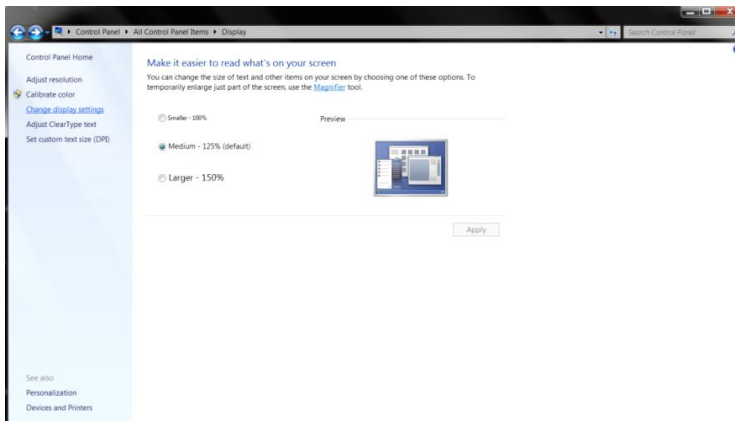 Control Panel ▸ All Control Panel Items ▸ Display
Search Control Panel
Control Panel Home
Adjust resolution
Calibrate color
Change display settings
Adjust ClearType text
Set custom text size (DPI)
See also
Personalization
Devices and Printers
Make it easier to read what's on your screen
You can change the size of text and other items on your screen by choosing one of these options. To
temporarily enlarge just part of the screen, use the Magnifier tool.
Smaller - 100%
Preview
Medium - 125% (default)
Larger - 150%
Apply